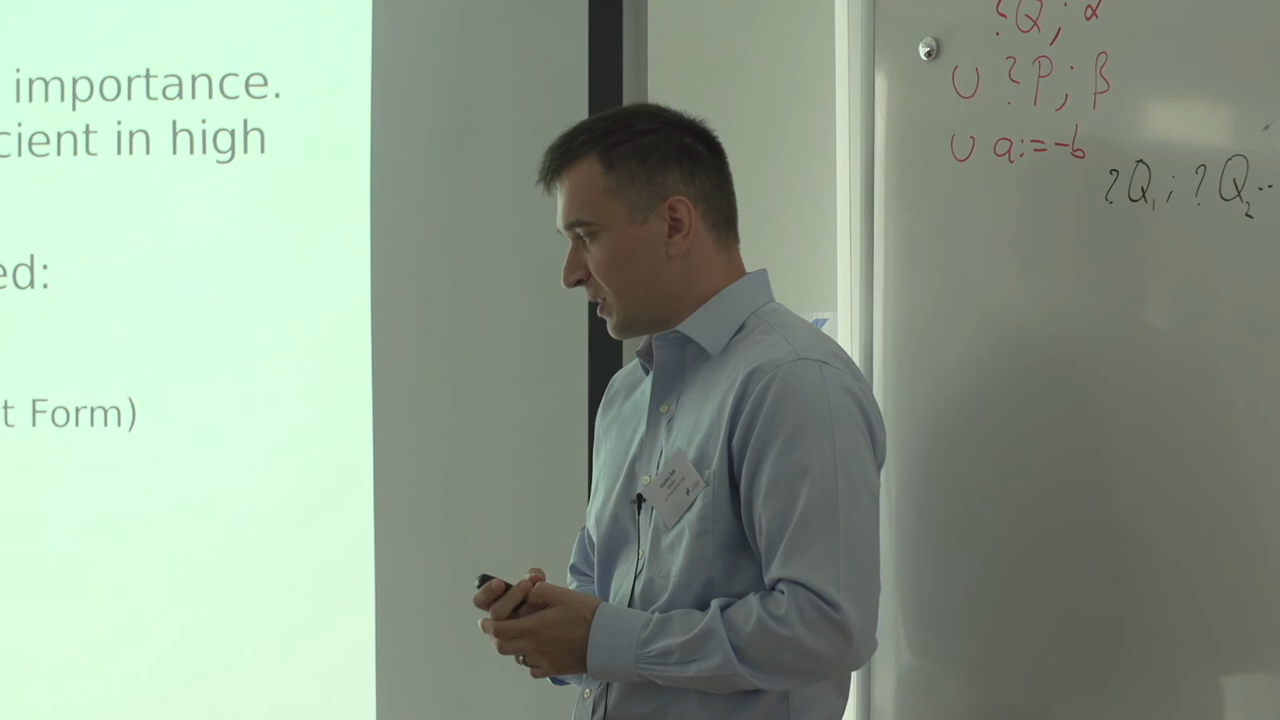 importance.
cient in high
ed:
t Form)
?Q; α
∪ ?P; β
∪ a:=-b
?Q₁; ?Q₂...